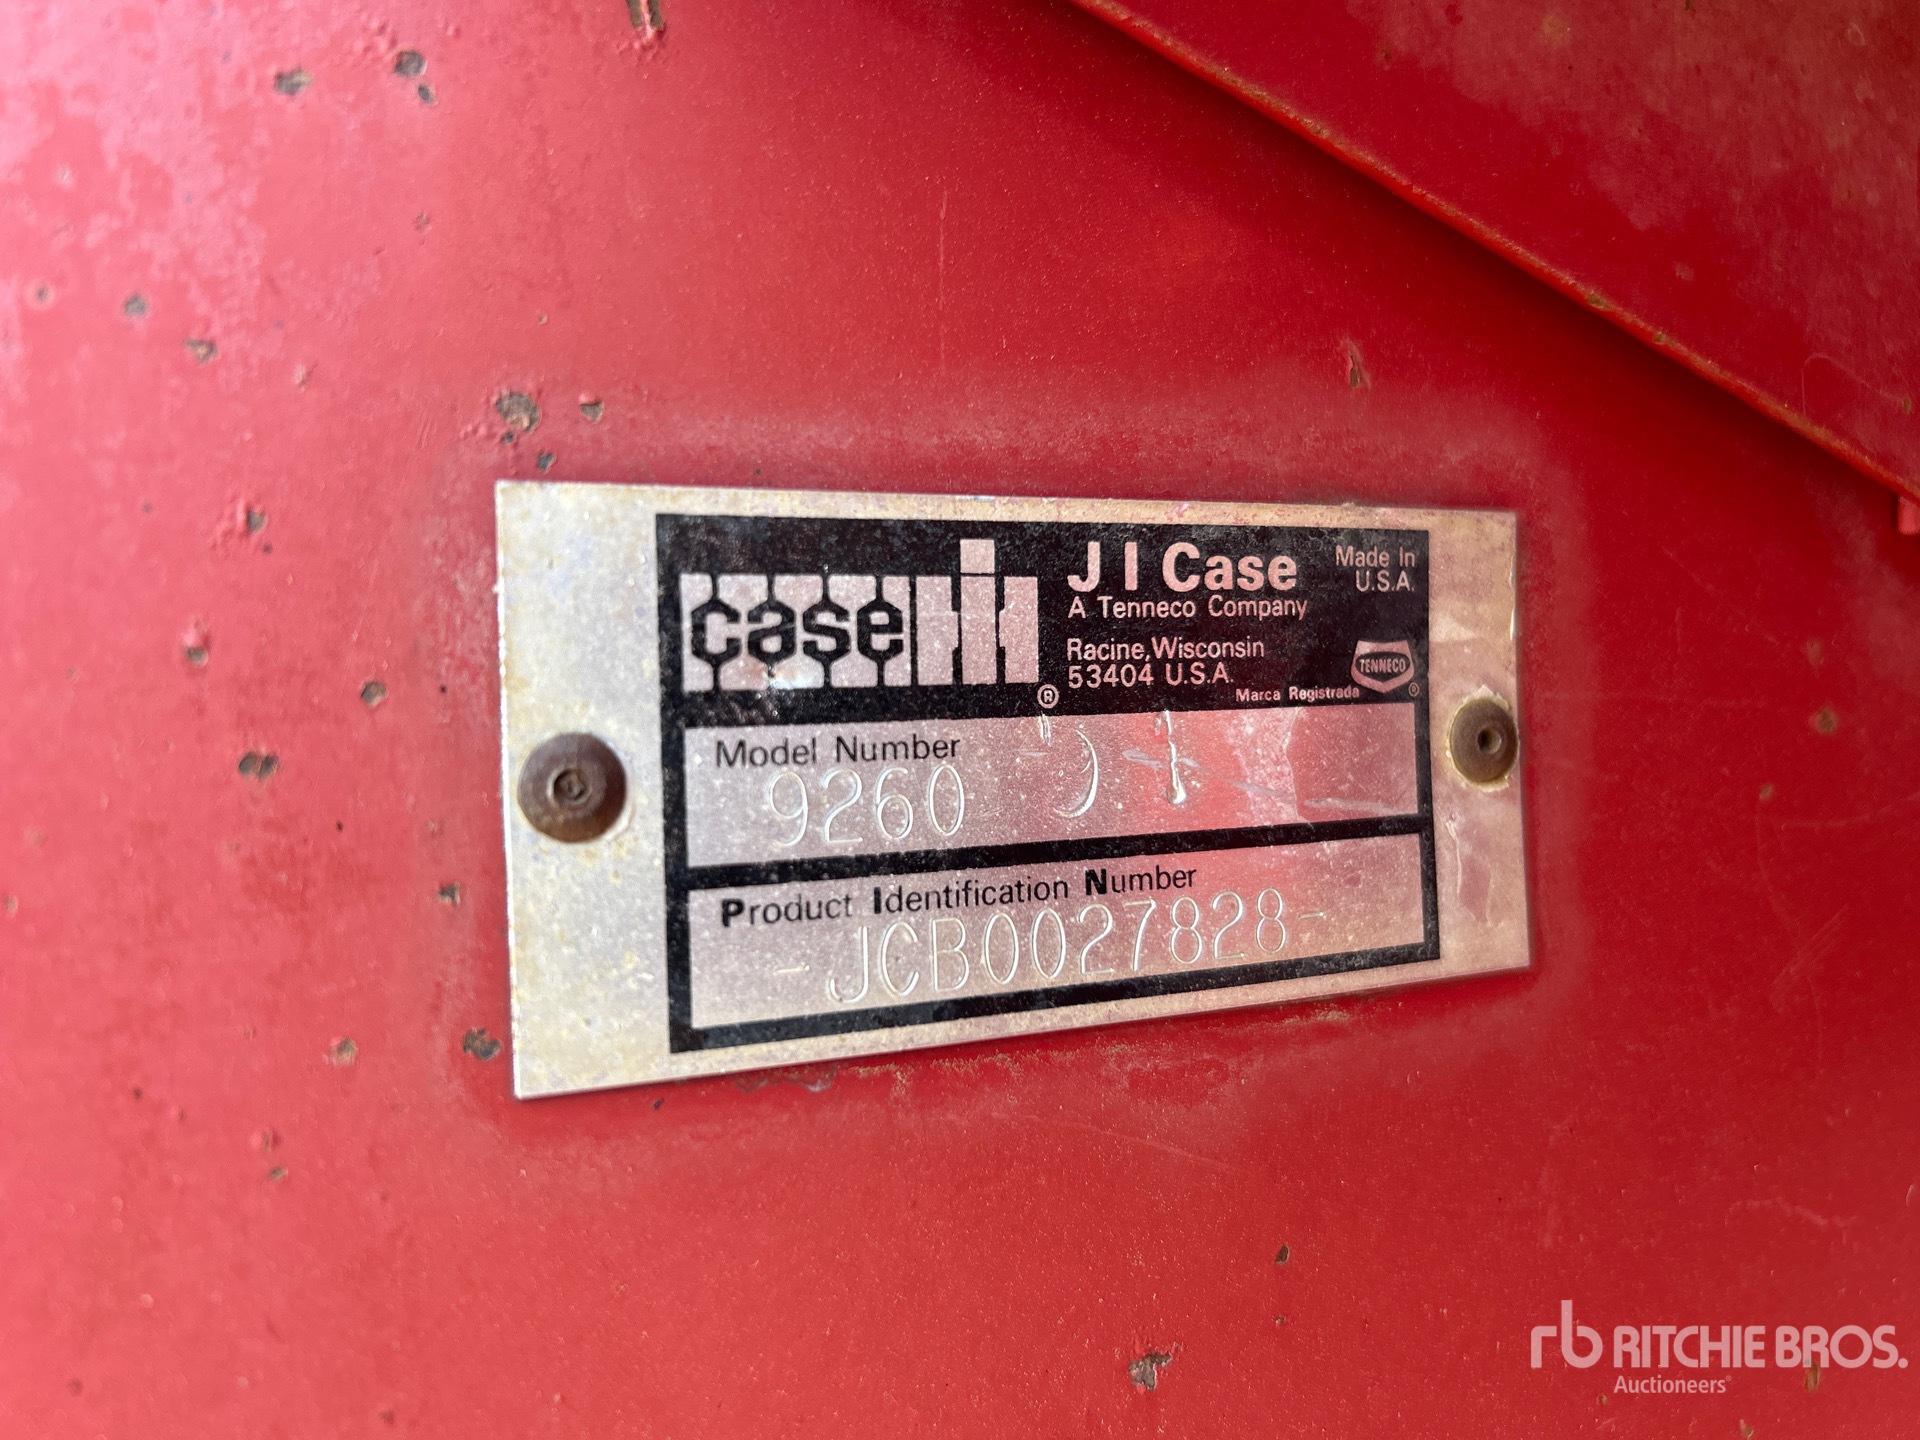 case IH
®
J I Case
A Tenneco Company
Racine, Wisconsin
53404 U.S.A.
Made In
U.S.A.
TENNECO
®
Marca Registrada
Model Number
9260
Product Identification Number
-JCB0027828-
rb RITCHIE BROS.
Auctioneers